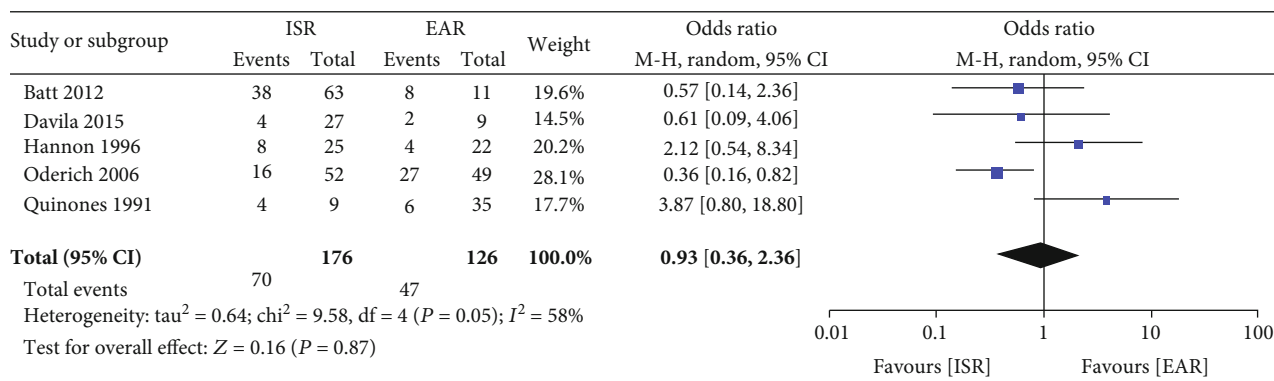 Study or subgroup ISR EAR Weight Odds ratio Odds ratio
Events Total Events Total M-H, random, 95% CI M-H, random, 95% CI
Batt 2012 38 63 8 11 19.6% 0.57 [0.14, 2.36]
Davila 2015 4 27 2 9 14.5% 0.61 [0.09, 4.06]
Hannon 1996 8 25 4 22 20.2% 2.12 [0.54, 8.34]
Oderich 2006 16 52 27 49 28.1% 0.36 [0.16, 0.82]
Quinones 1991 4 9 6 35 17.7% 3.87 [0.80, 18.80]
Total (95% CI) 176 126 100.0% 0.93 [0.36, 2.36]
Total events 70 47
Heterogeneity: tau² = 0.64; chi² = 9.58, df = 4 (P = 0.05); I² = 58%
Test for overall effect: Z = 0.16 (P = 0.87)
0.01 0.1 1 10 100
Favours [ISR] Favours [EAR]